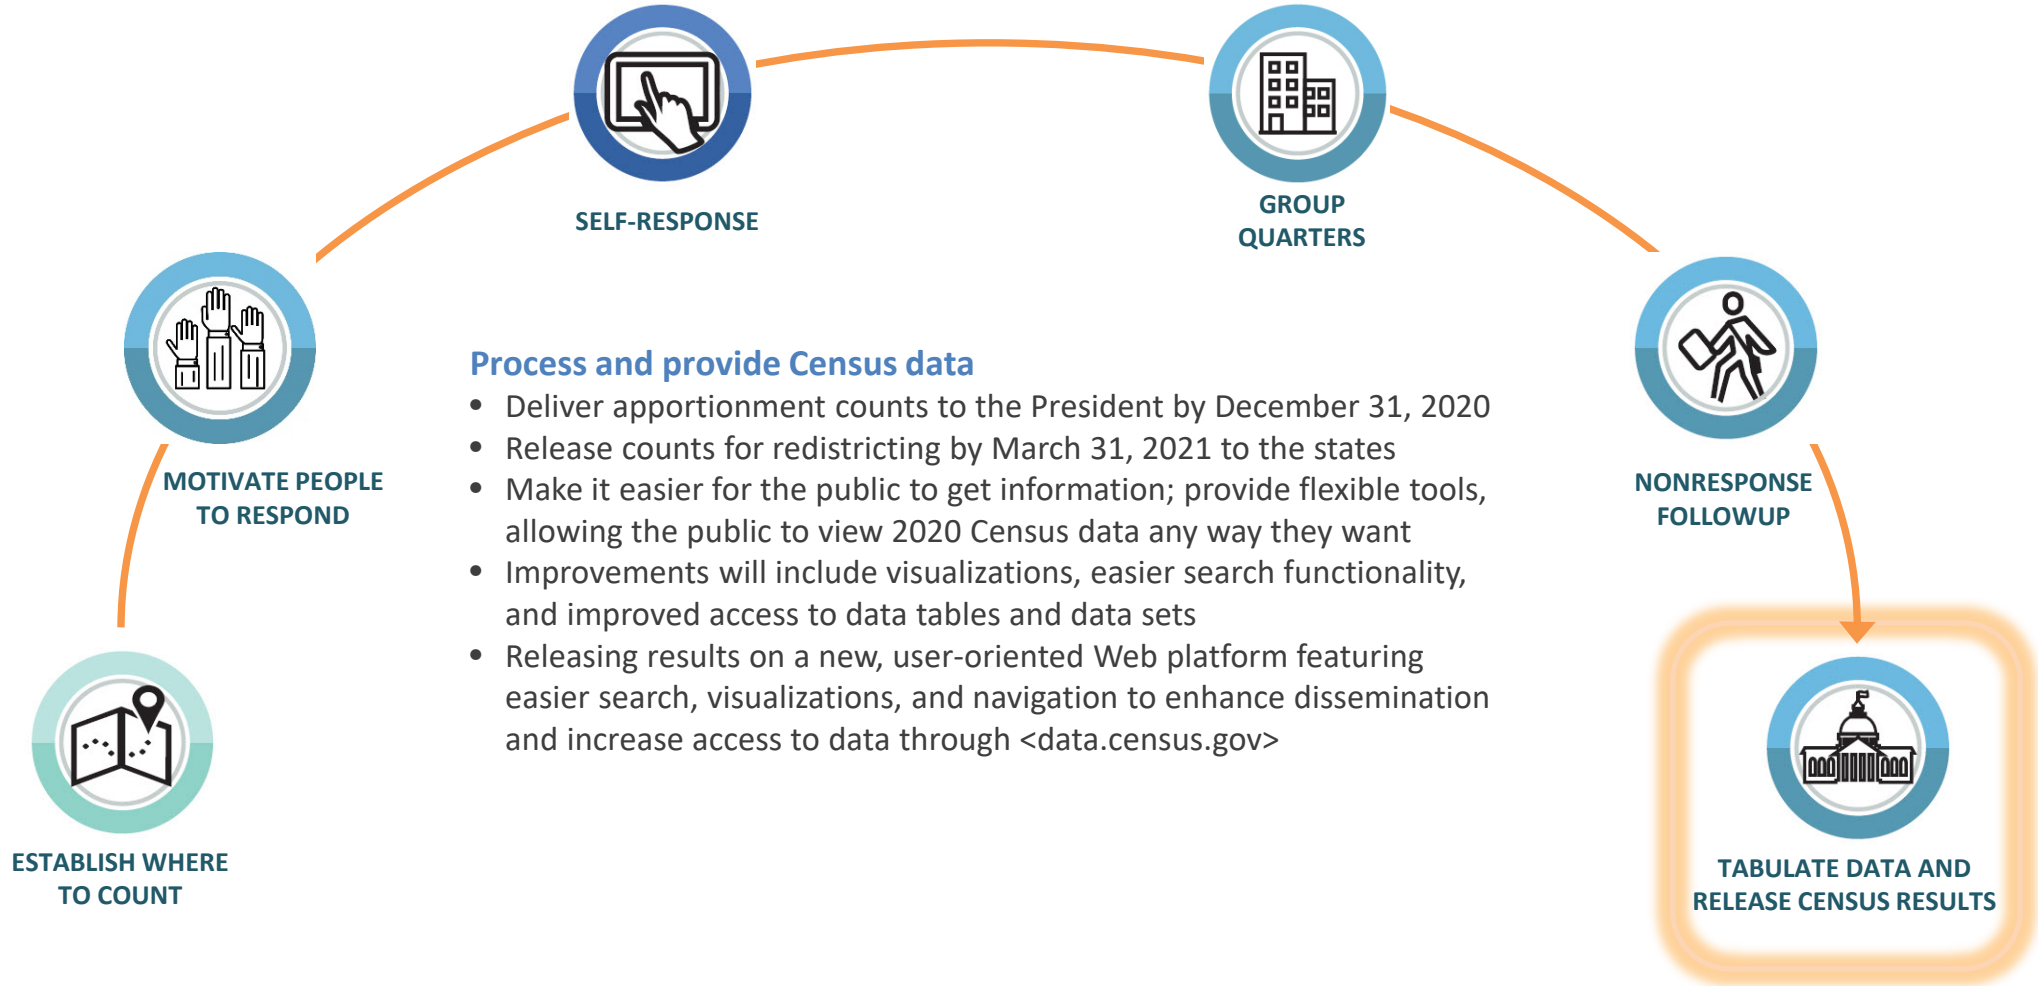 SELF-RESPONSE
GROUP
QUARTERS
MOTIVATE PEOPLE
TO RESPOND
Process and provide Census data
• Deliver apportionment counts to the President by December 31, 2020
• Release counts for redistricting by March 31, 2021 to the states
• Make it easier for the public to get information; provide flexible tools,
allowing the public to view 2020 Census data any way they want
• Improvements will include visualizations, easier search functionality,
and improved access to data tables and data sets
• Releasing results on a new, user-oriented Web platform featuring
easier search, visualizations, and navigation to enhance dissemination
and increase access to data through <data.census.gov>
NONRESPONSE
FOLLOWUP
ESTABLISH WHERE
TO COUNT
TABULATE DATA AND
RELEASE CENSUS RESULTS